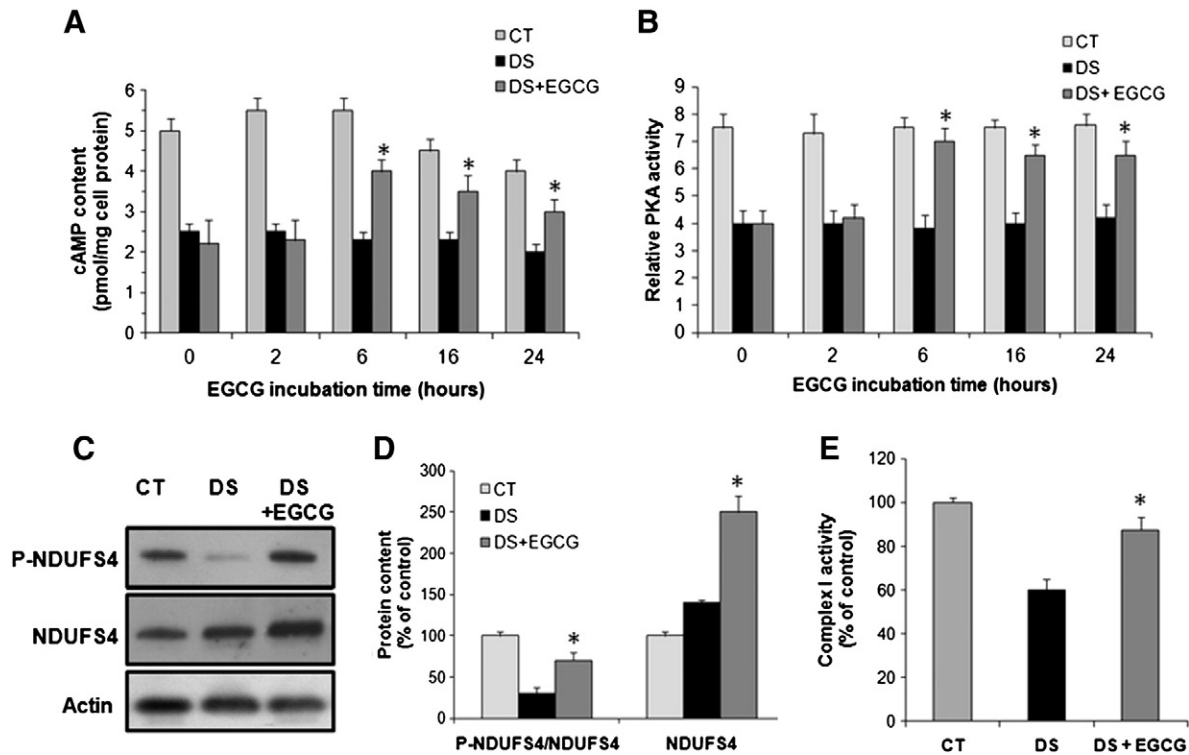 A
CT
DS
DS+EGCG
cAMP content
(pmol/mg cell protein)
6
5
4
3
2
1
0
*
*
*
0 2 6 16 24
EGCG incubation time (hours)
B
CT
DS
DS+ EGCG
Relative PKA activity
9
8
7
6
5
4
3
2
1
0
*
*
*
0 2 6 16 24
EGCG incubation time (hours)
C
CT DS DS
+EGCG
P-NDUFS4
NDUFS4
Actin
D
CT
DS
DS+EGCG
Protein content
(% of control)
300
250
200
150
100
50
0
*
*
P-NDUFS4/NDUFS4 NDUFS4
E
Complex I activity
(% of control)
120
100
80
60
40
20
0
*
CT DS DS + EGCG